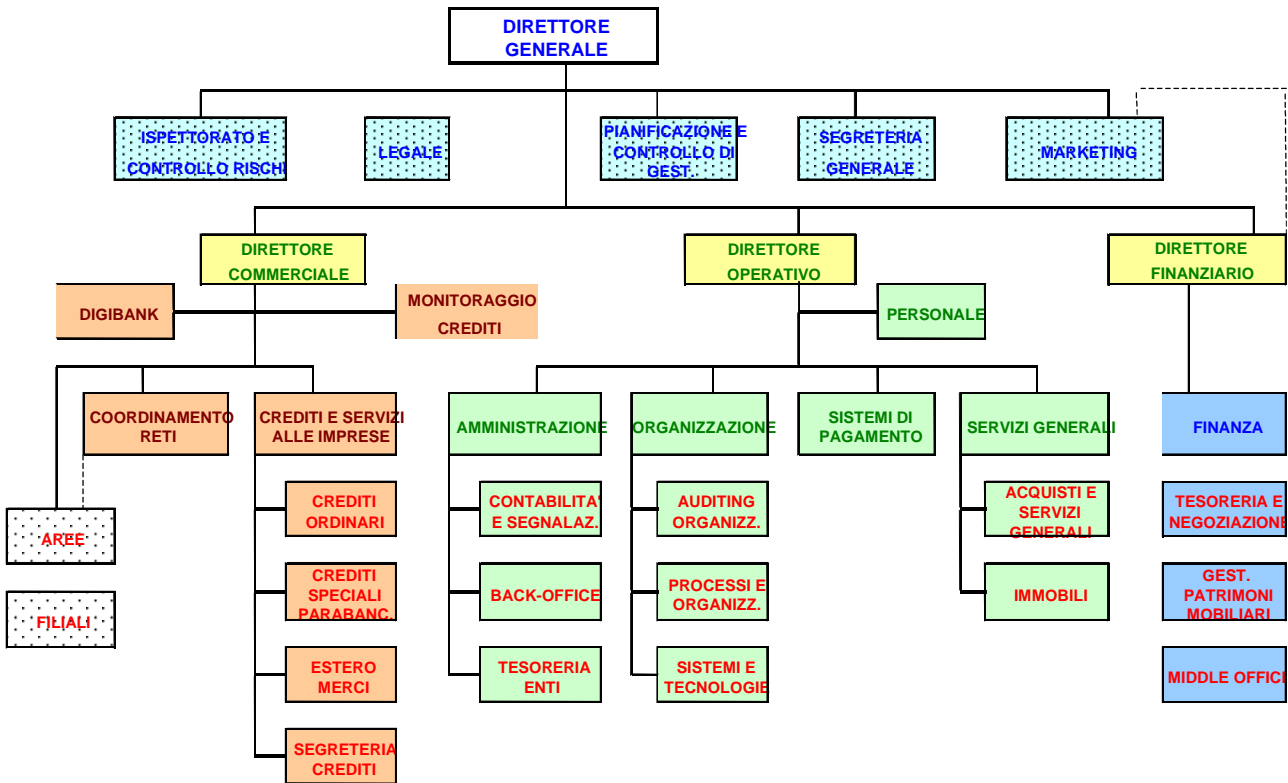 DIRETTORE
GENERALE
ISPETTORATO E
CONTROLLO RISCHI
LEGALE
PIANIFICAZIONE E
CONTROLLO DI
GEST.
SEGRETERIA
GENERALE
MARKETING
DIRETTORE
COMMERCIALE
DIRETTORE
OPERATIVO
DIRETTORE
FINANZIARIO
DIGIBANK
MONITORAGGIO
CREDITI
PERSONALE
COORDINAMENTO
RETI
CREDITI E SERVIZI
ALLE IMPRESE
AMMINISTRAZIONE
ORGANIZZAZIONE
SISTEMI DI
PAGAMENTO
SERVIZI GENERALI
FINANZA
AREE
CREDITI
ORDINARI
CONTABILITA'
E SEGNALAZ.
AUDITING
ORGANIZZ.
ACQUISTI E
SERVIZI
GENERALI
TESORERIA E
NEGOZIAZIONE
FILIALI
CREDITI
SPECIALI
PARABANC.
BACK-OFFICE
PROCESSI E
ORGANIZZ.
IMMOBILI
GEST.
PATRIMONI
MOBILIARI
ESTERO
MERCI
TESORERIA
ENTI
SISTEMI E
TECNOLOGIE
MIDDLE OFFIC
SEGRETERIA
CREDITI